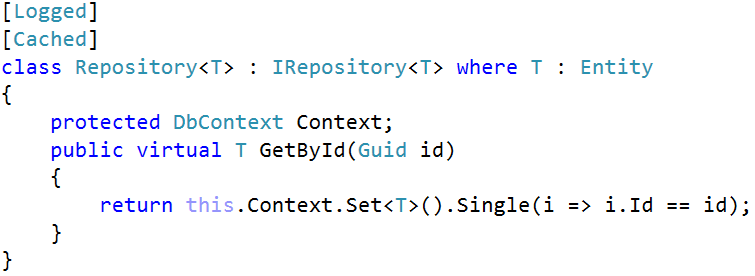 [Logged]
[Cached]
class Repository<T> : IRepository<T> where T : Entity
{
    protected DbContext Context;
    public virtual T GetById(Guid id)
    {
        return this.Context.Set<T>().Single(i => i.Id == id);
    }
}